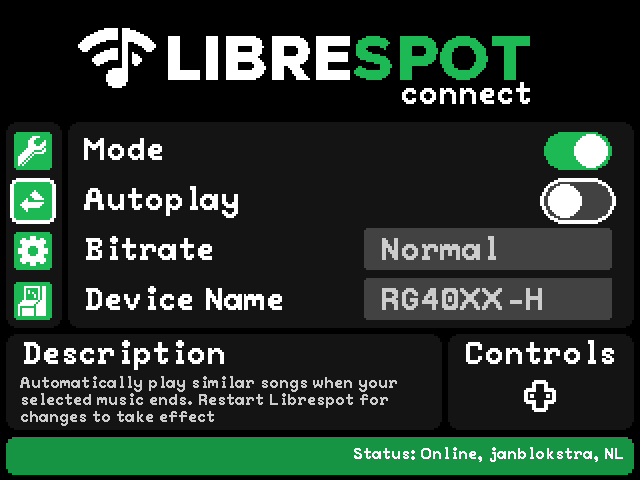 LIBRESPOT
connect
Mode
Autoplay
Bitrate Normal
Device Name RG40XX-H
Description
Automatically play similar songs when your
selected music ends. Restart Librespot for
changes to take effect
Controls
Status: Online, janblokstra, NL